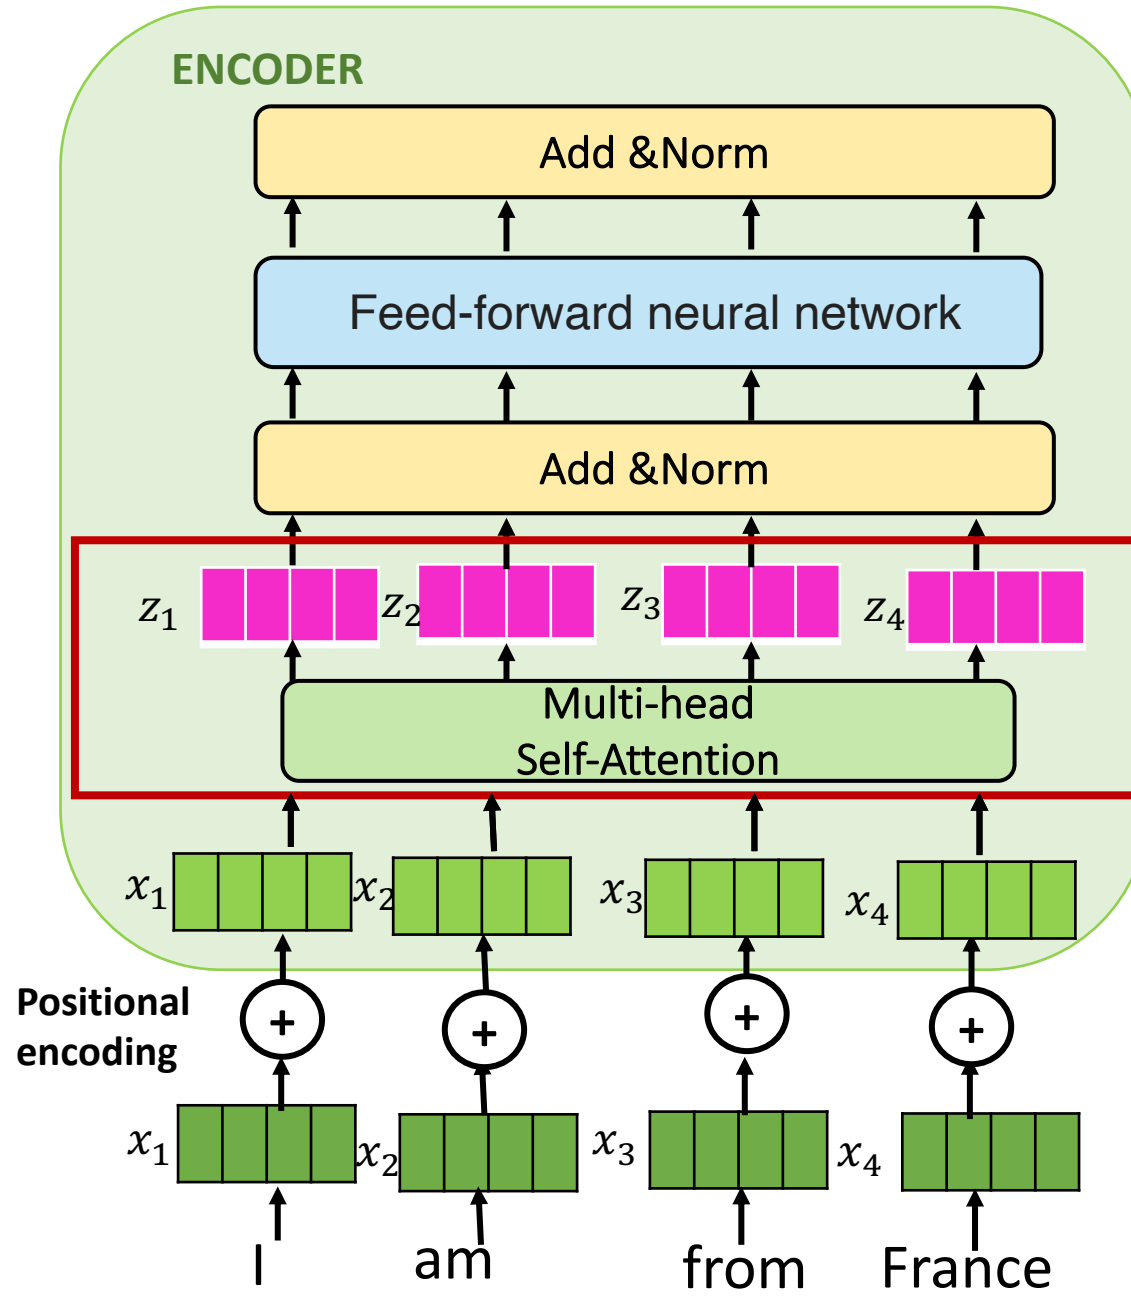 ENCODER
Add &Norm
Feed-forward neural network
Add &Norm
z1 z2 z3 z4
Multi-head
Self-Attention
x1 x2 x3 x4
Positional
encoding
+ + + +
x1 x2 x3 x4
I am from France